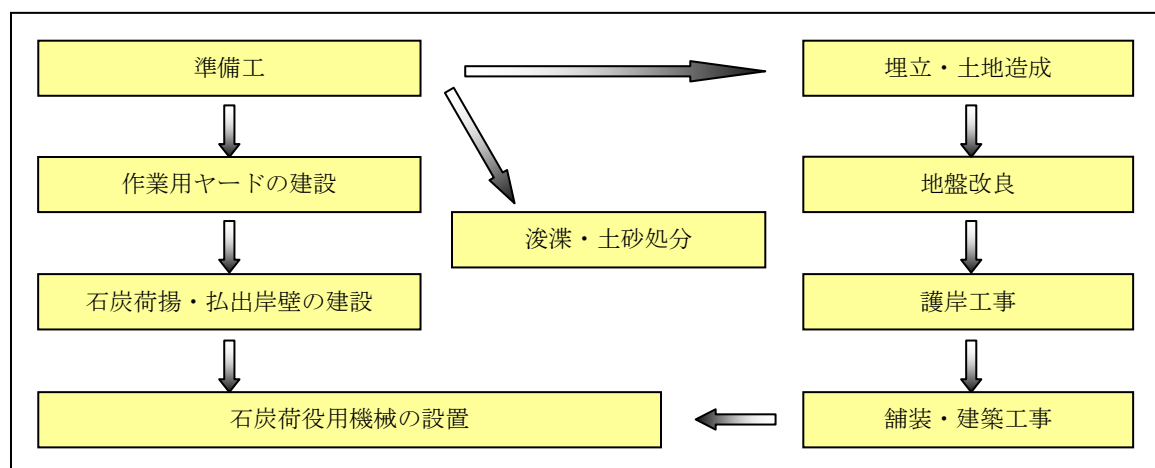 準備工
埋立・土地造成
作業用ヤードの建設
地盤改良
浚渫・土砂処分
石炭荷揚・払出岸壁の建設
護岸工事
石炭荷役用機械の設置
舗装・建築工事